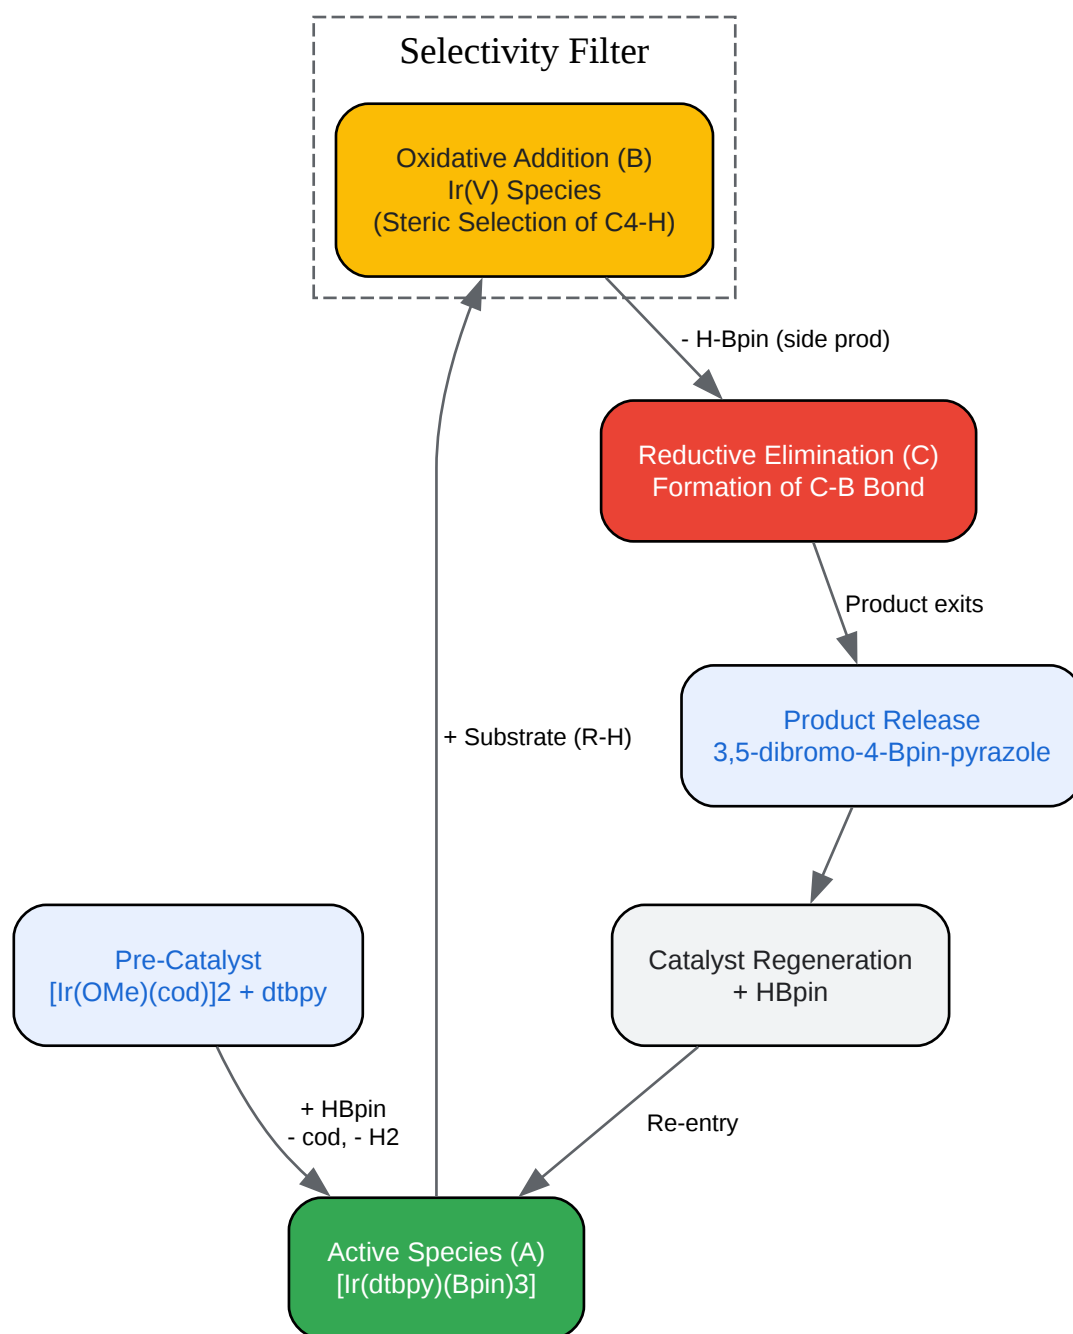 Selectivity Filter
Oxidative Addition (B)
Ir(V) Species
(Steric Selection of C4-H)
- H-Bpin (side prod)
Reductive Elimination (C)
Formation of C-B Bond
Product exits
Product Release
3,5-dibromo-4-Bpin-pyrazole
+ Substrate (R-H)
Pre-Catalyst
[Ir(OMe)(cod)]2 + dtbpy
Catalyst Regeneration
+ HBpin
+ HBpin
- cod, - H2
Re-entry
Active Species (A)
[Ir(dtbpy)(Bpin)3]